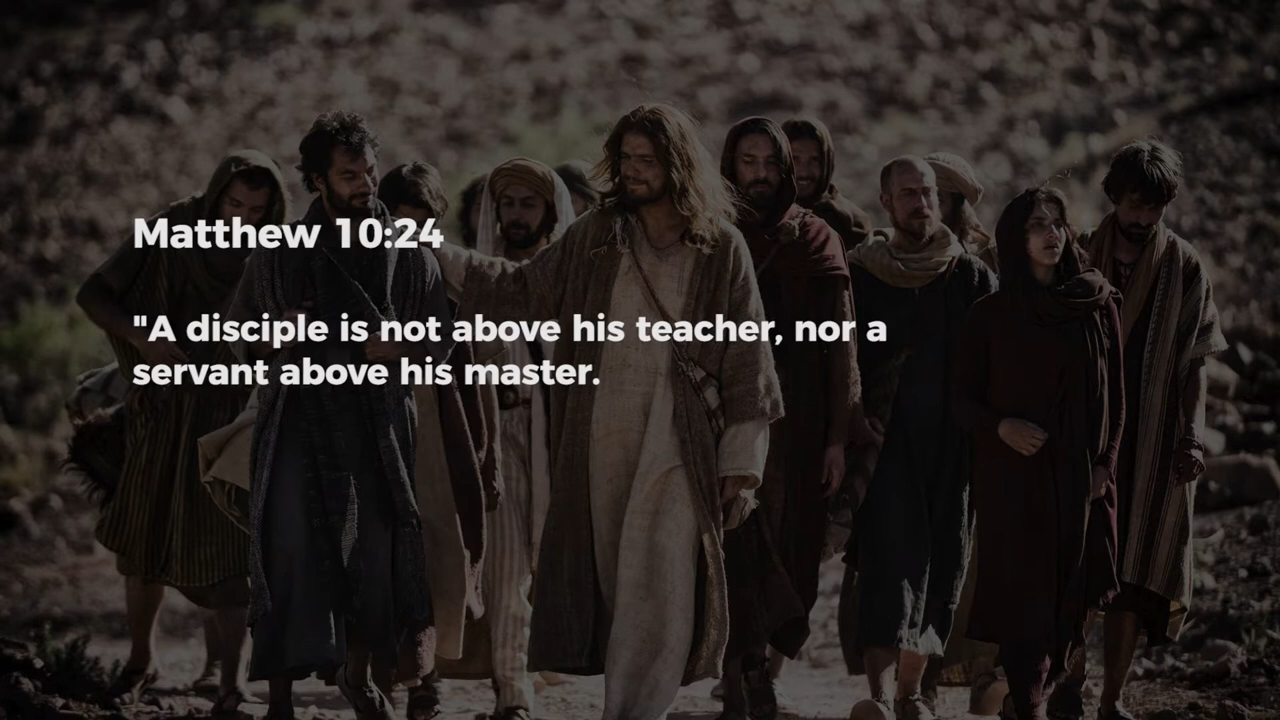 Matthew 10:24
"A disciple is not above his teacher, nor a
servant above his master.